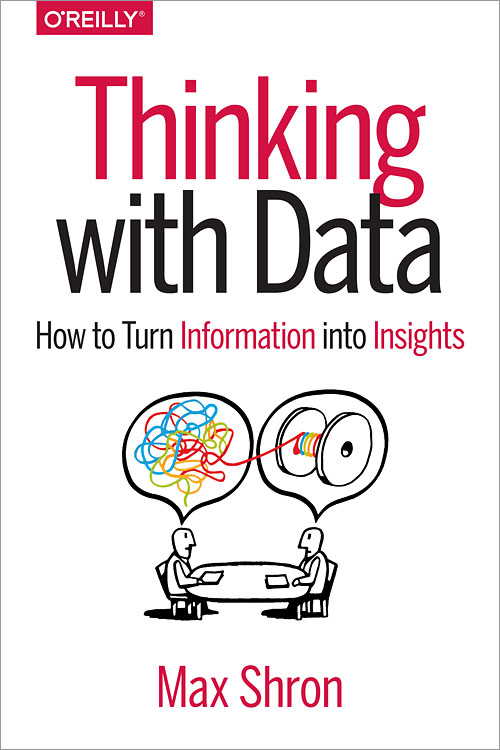 O'REILLY®
Thinking
with Data
How to Turn Information into Insights
Max Shron